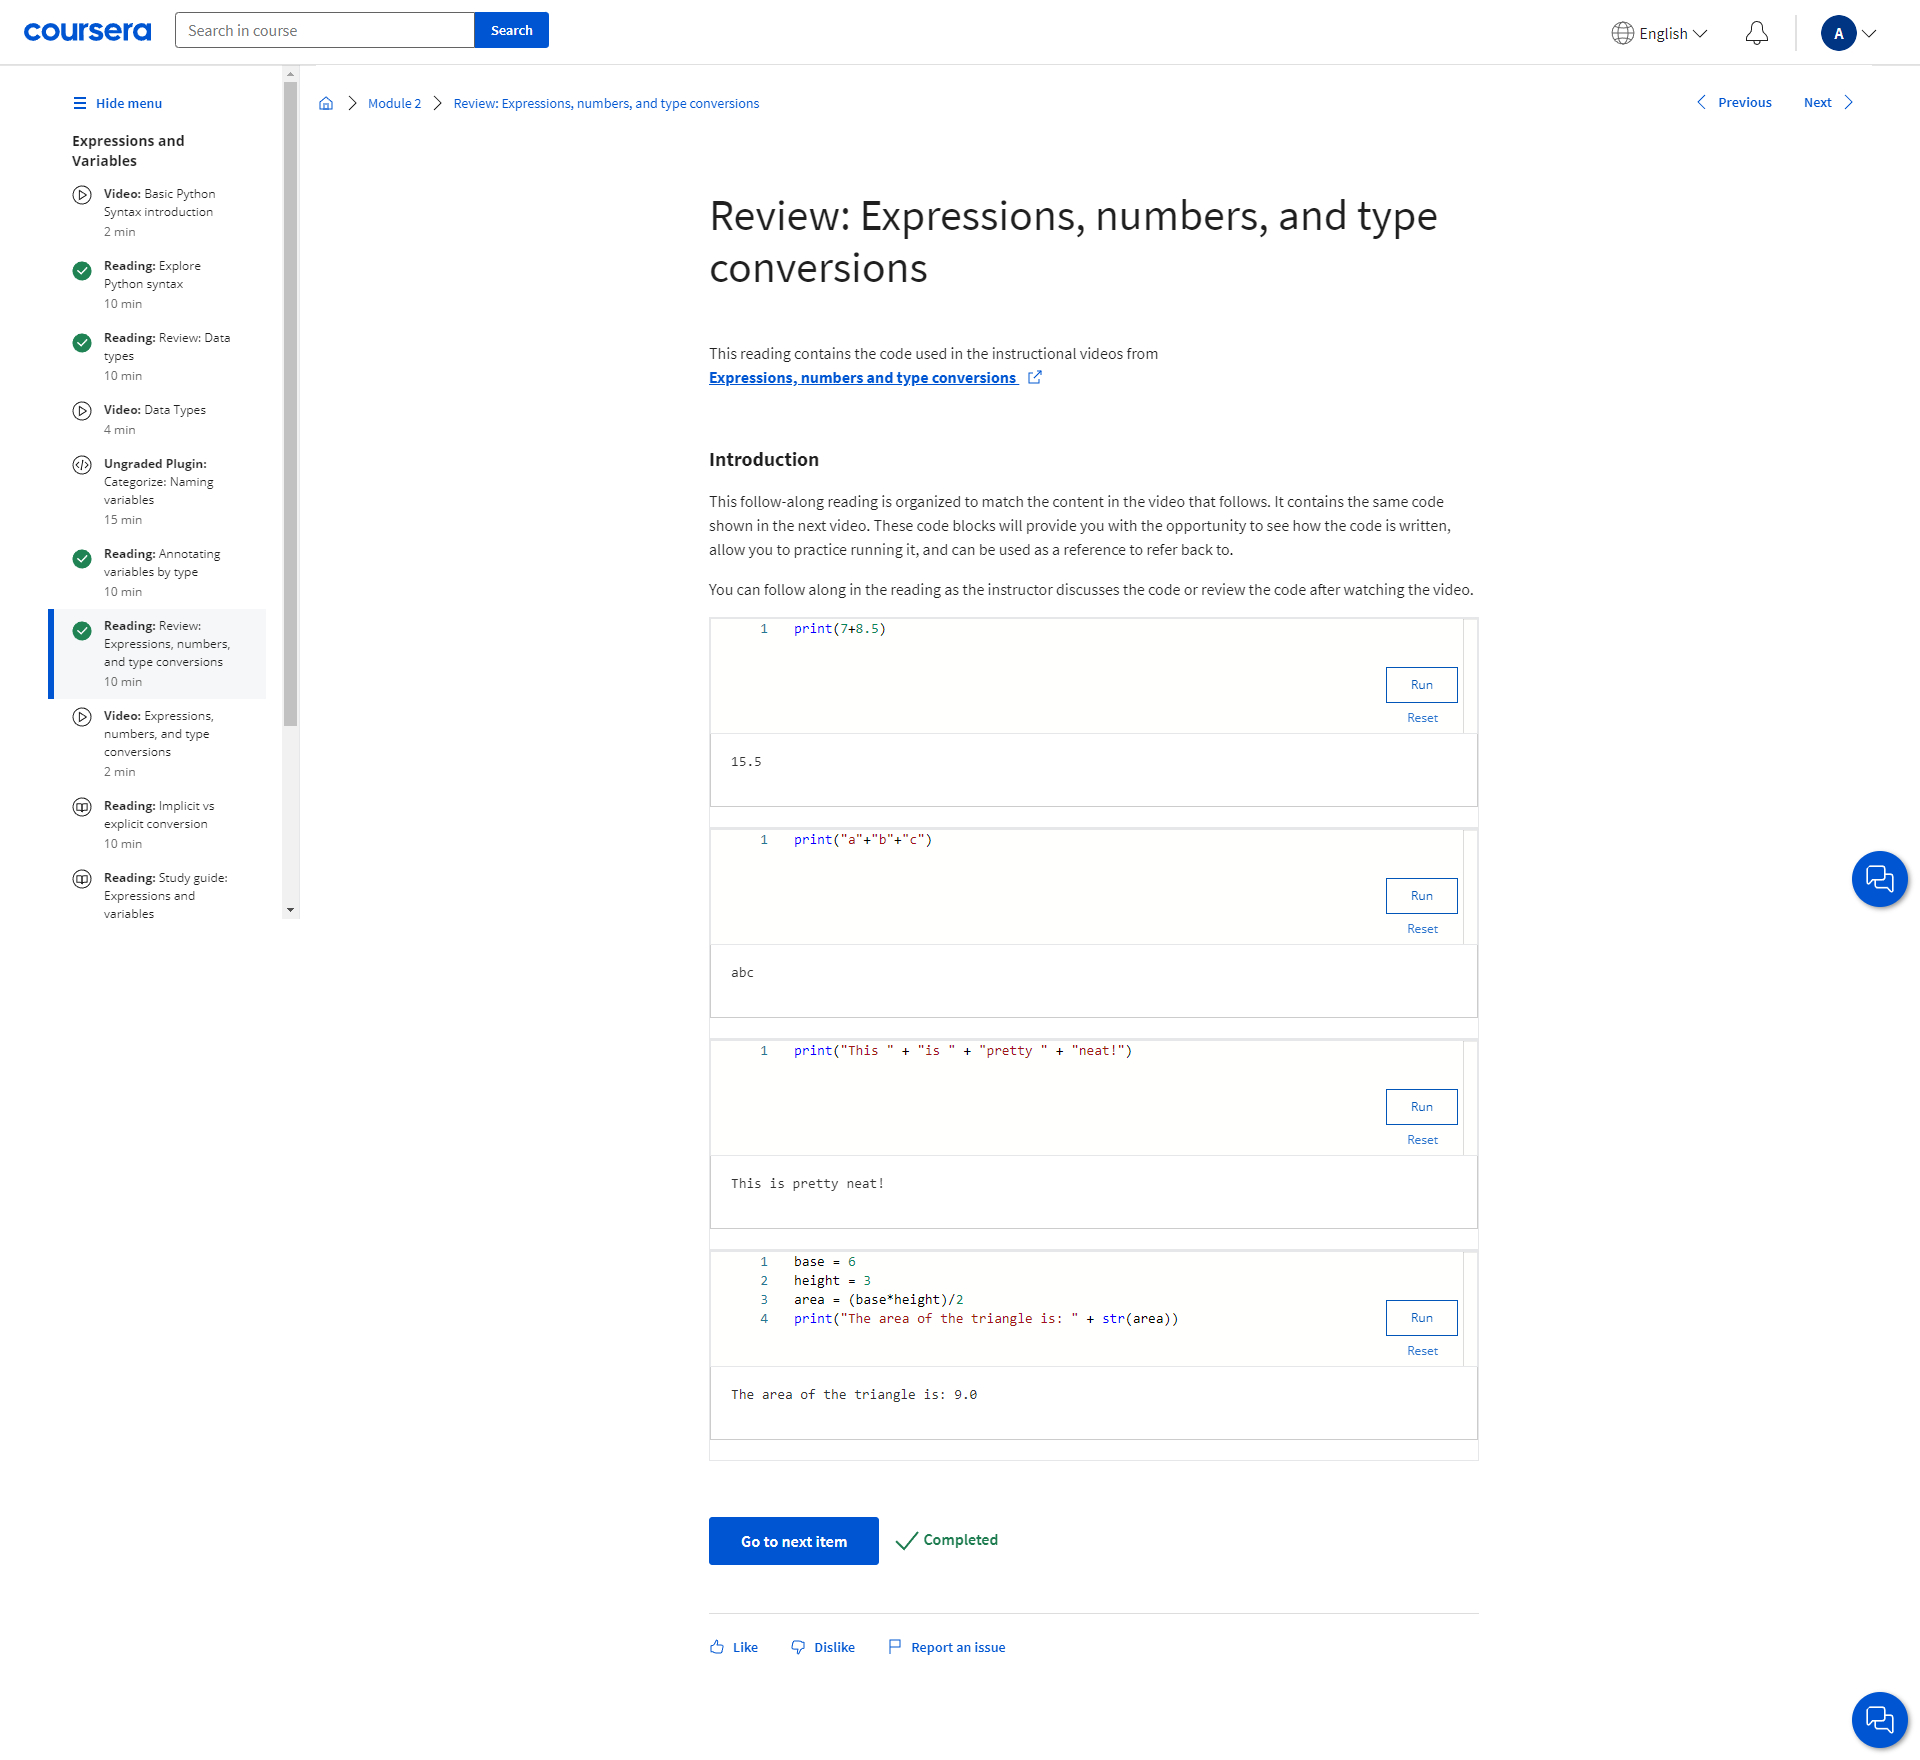 coursera
Search in course
Search
English
A
Hide menu
Expressions and
Variables
Video: Basic Python
Syntax introduction
2 min
Reading: Explore
Python syntax
10 min
Reading: Review: Data
types
10 min
Video: Data Types
4 min
Ungraded Plugin:
Categorize: Naming
variables
15 min
Reading: Annotating
variables by type
10 min
Reading: Review:
Expressions, numbers,
and type conversions
10 min
Video: Expressions,
numbers, and type
conversions
2 min
Reading: Implicit vs
explicit conversion
10 min
Reading: Study guide:
Expressions and
variables
Module 2
Review: Expressions, numbers, and type conversions
Previous
Next
Review: Expressions, numbers, and type
conversions
This reading contains the code used in the instructional videos from
Expressions, numbers and type conversions
Introduction
This follow-along reading is organized to match the content in the video that follows. It contains the same code
shown in the next video. These code blocks will provide you with the opportunity to see how the code is written,
allow you to practice running it, and can be used as a reference to refer back to.
You can follow along in the reading as the instructor discusses the code or review the code after watching the video.
1 print(7+8.5)
Run
Reset
15.5
1 print("a"+"b"+"c")
Run
Reset
abc
1 print("This " + "is " + "pretty " + "neat!")
Run
Reset
This is pretty neat!
1 base = 6
2 height = 3
3 area = (base*height)/2
4 print("The area of the triangle is: " + str(area))
Run
Reset
The area of the triangle is: 9.0
Go to next item
Completed
Like
Dislike
Report an issue